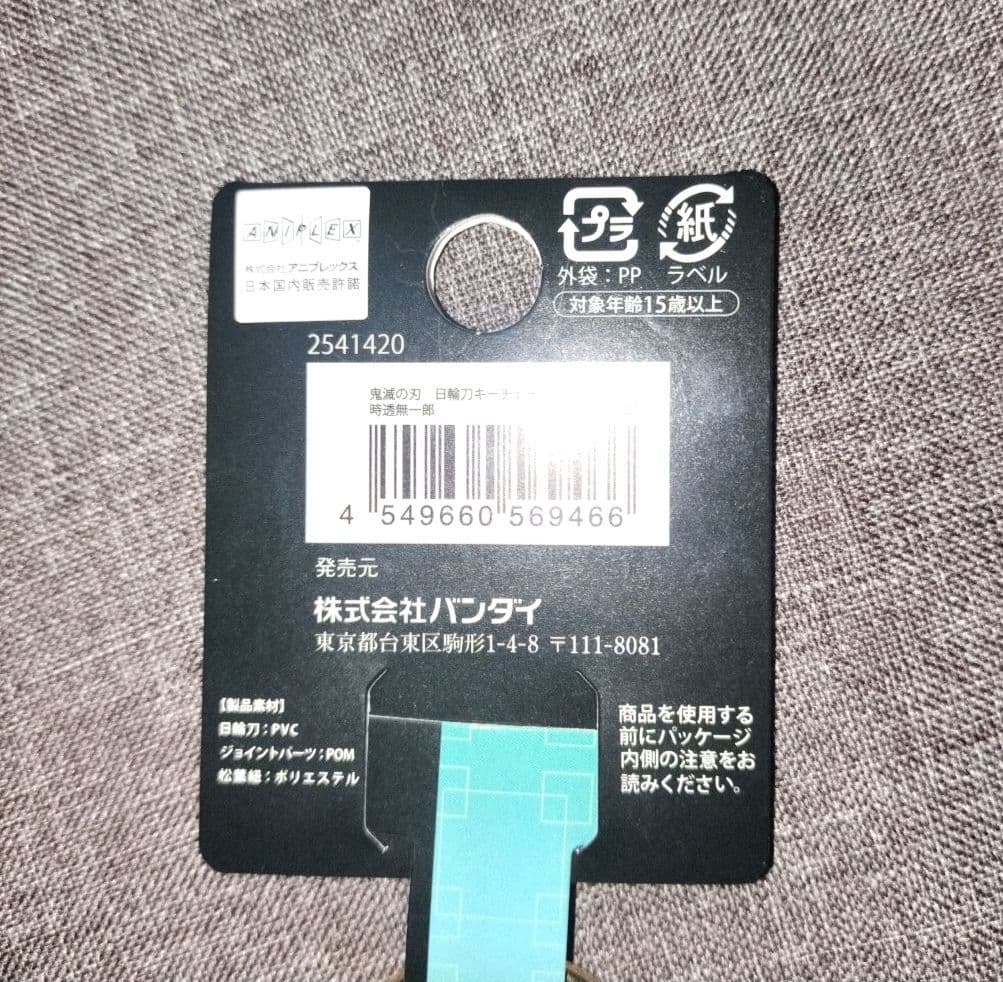 ANIPLEX
株式会社アニプレックス
日本国内販売許諾
プラ
紙
外袋：PP ラベル
対象年齢15歳以上
2541420
鬼滅の刃 日輪刀キーチ
時透無一郎
4 549660 569466
発売元
株式会社バンダイ
東京都台東区駒形1-4-8 〒111-8081
【製品素材】
日輪刀：PVC
ジョイントパーツ：POM
松葉紐：ポリエステル
商品を使用する
前にパッケージ
内側の注意をお
読みください。